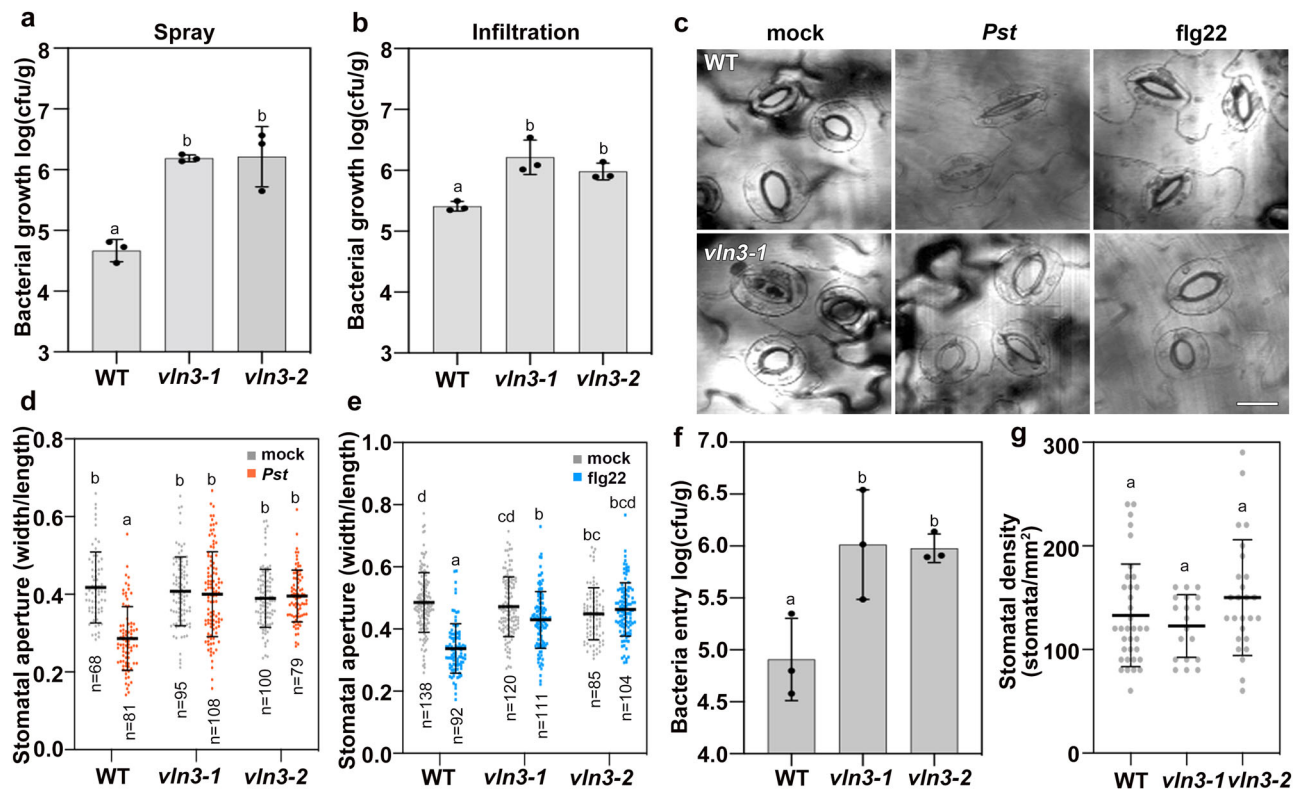 a
Spray
Bacterial growth log(cfu/g)
8
7
6
5
4
3
a
b
b
WT
vln3-1
vln3-2
b
Infiltration
Bacterial growth log(cfu/g)
8
7
6
5
4
3
a
b
b
WT
vln3-1
vln3-2
c
mock
Pst
flg22
WT
vln3-1
d
Stomatal aperture (width/length)
0.8
0.6
0.4
0.2
0.0
mock
Pst
b
a
b
b
b
b
n=68
n=81
n=95
n=108
n=100
n=79
WT
vln3-1
vln3-2
e
Stomatal aperture (width/length)
1.0
0.8
0.6
0.4
0.2
0.0
mock
flg22
d
a
cd
b
bc
bcd
n=138
n=92
n=120
n=111
n=85
n=104
WT
vln3-1
vln3-2
f
Bacteria entry log(cfu/g)
7.0
6.5
6.0
5.5
5.0
4.5
4.0
a
b
b
WT
vln3-1
vln3-2
g
Stomatal density
(stomata/mm²)
300
200
100
0
a
a
a
WT
vln3-1
vln3-2